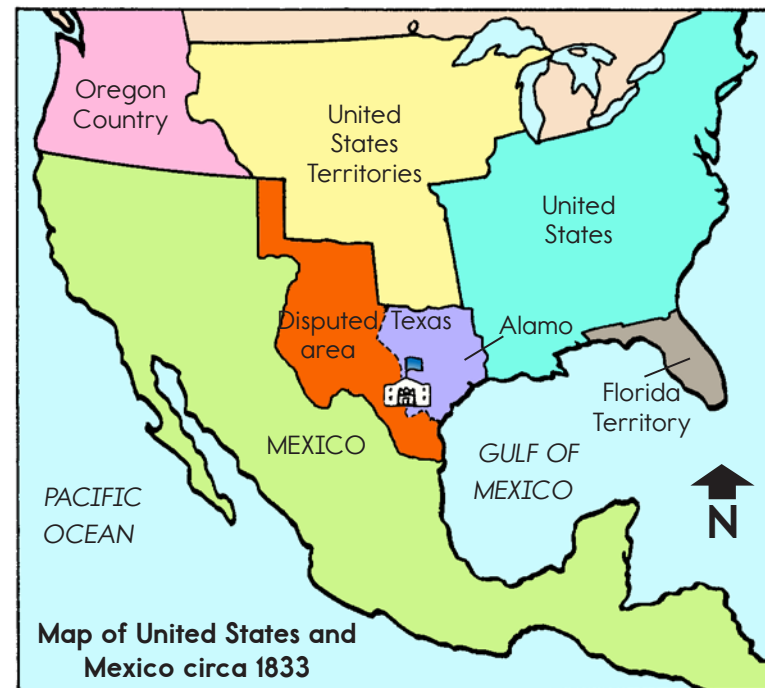 Oregon
Country
United
States
Territories
United
States
Disputed
area
Texas
Alamo
Florida
Territory
MEXICO
GULF OF
MEXICO
PACIFIC
OCEAN
N
Map of United States and
Mexico circa 1833